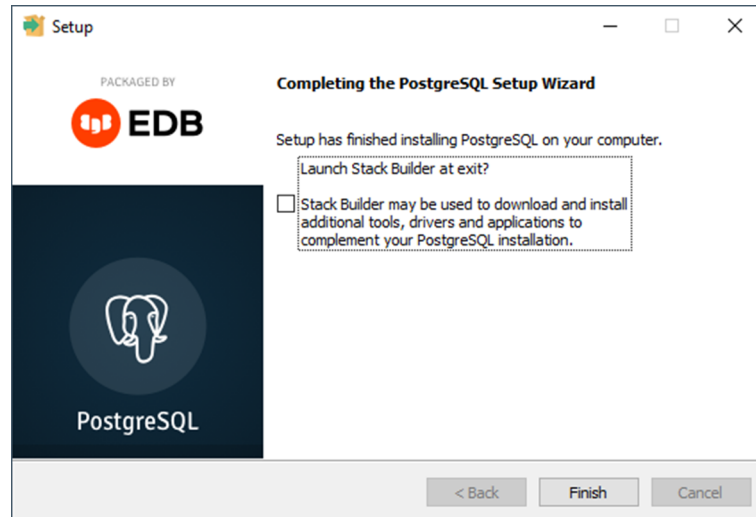 Setup
PACKAGED BY
EDB
Completing the PostgreSQL Setup Wizard
Setup has finished installing PostgreSQL on your computer.
Launch Stack Builder at exit?
Stack Builder may be used to download and install
additional tools, drivers and applications to
complement your PostgreSQL installation.
PostgreSQL
< Back
Finish
Cancel